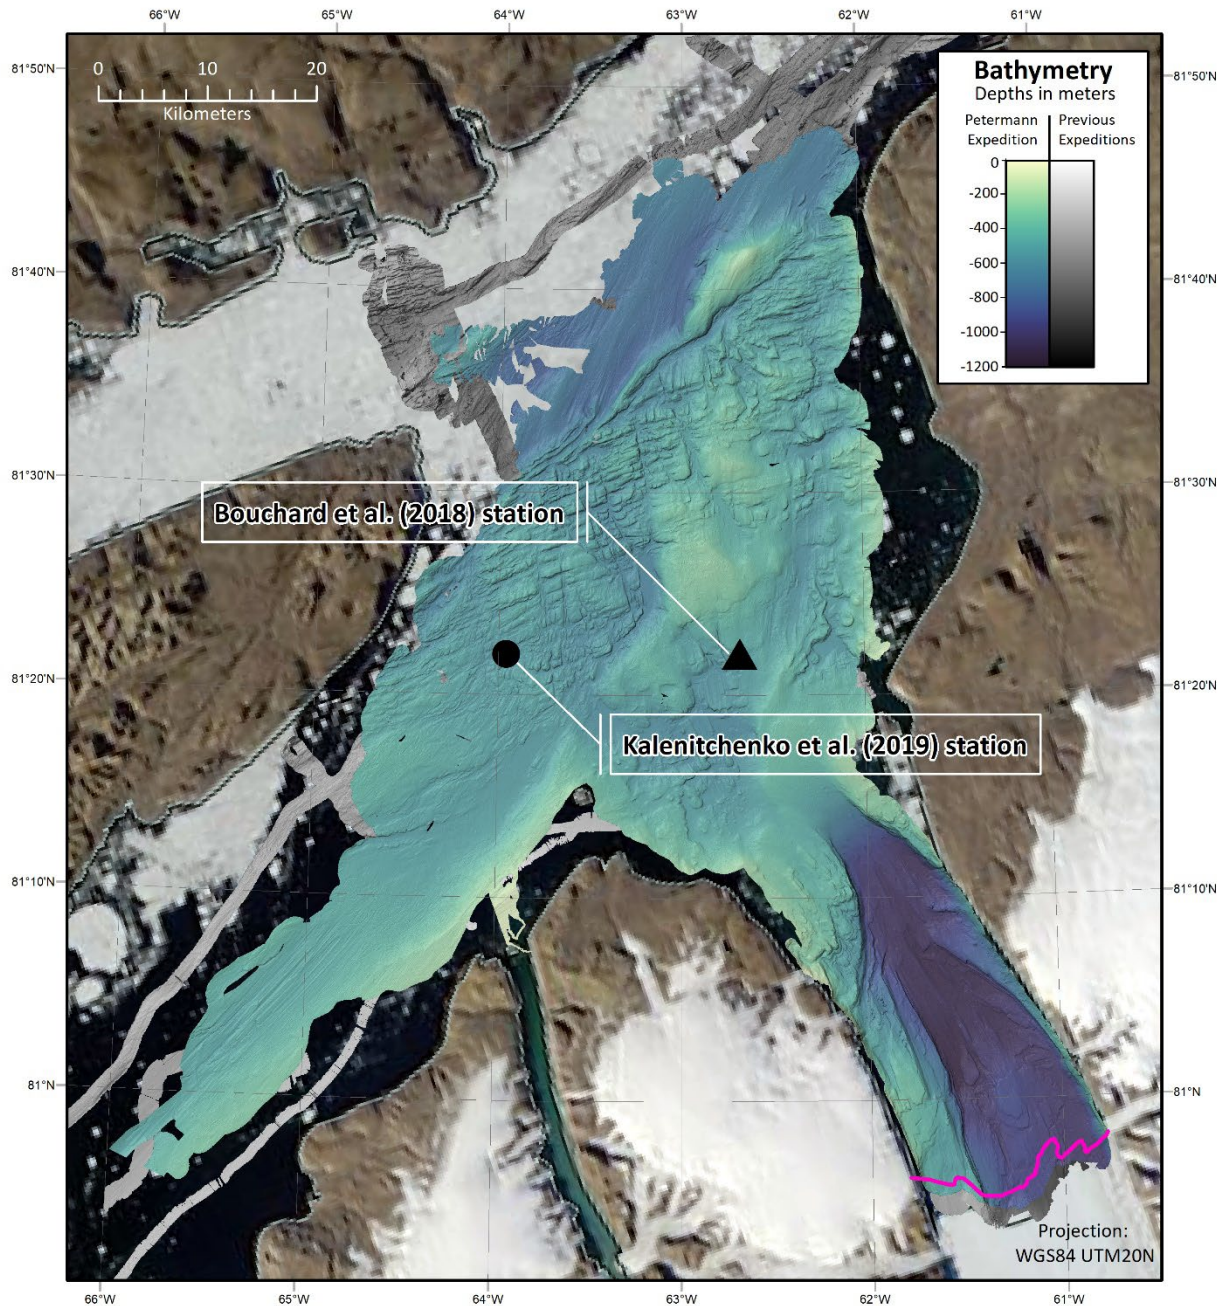 66°W 65°W 64°W 63°W 62°W 61°W
81°50'N 81°50'N
0 10 20
Kilometers
Bathymetry
Depths in meters
Petermann Expedition Previous Expeditions
0
-200
-400
-600
-800
-1000
-1200
81°40'N 81°40'N
81°30'N 81°30'N
Bouchard et al. (2018) station
81°20'N 81°20'N
Kalenitchenko et al. (2019) station
81°10'N 81°10'N
81°N 81°N
Projection:
WGS84 UTM20N
66°W 65°W 64°W 63°W 62°W 61°W